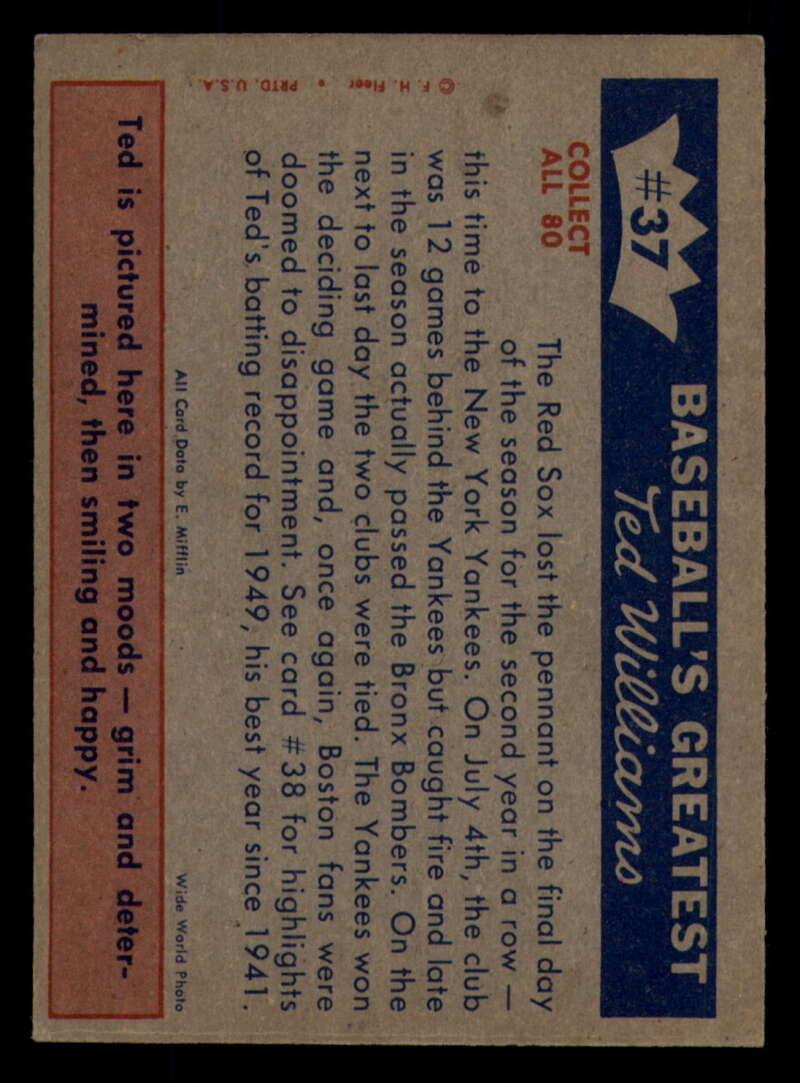 #37
BASEBALL'S GREATEST
Ted Williams
COLLECT
ALL 80
The Red Sox lost the pennant on the final day
of the season for the second year in a row —
this time to the New York Yankees. On July 4th, the club
was 12 games behind the Yankees but caught fire and late
in the season actually passed the Bronx Bombers. On the
next to last day the two clubs were tied. The Yankees won
the deciding game and, once again, Boston fans were
doomed to disappointment. See card #38 for highlights
of Ted's batting record for 1949, his best year since 1941.
© F. H. Fleer • PRTD. U.S.A.
All Card Data by E. Mifflin
Wide World Photo
Ted is pictured here in two moods — grim and deter-
mined, then smiling and happy.